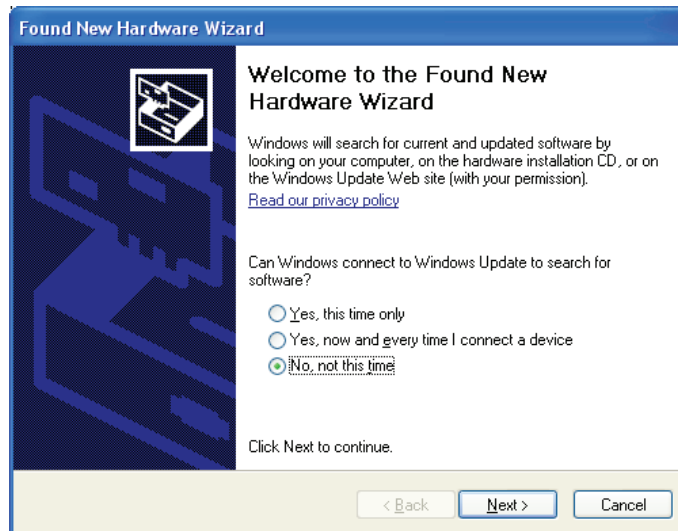 Found New Hardware Wizard
Welcome to the Found New
Hardware Wizard
Windows will search for current and updated software by
looking on your computer, on the hardware installation CD, or on
the Windows Update Web site (with your permission).
Read our privacy policy
Can Windows connect to Windows Update to search for
software?
Yes, this time only
Yes, now and every time I connect a device
No, not this time
Click Next to continue.
< Back Next > Cancel